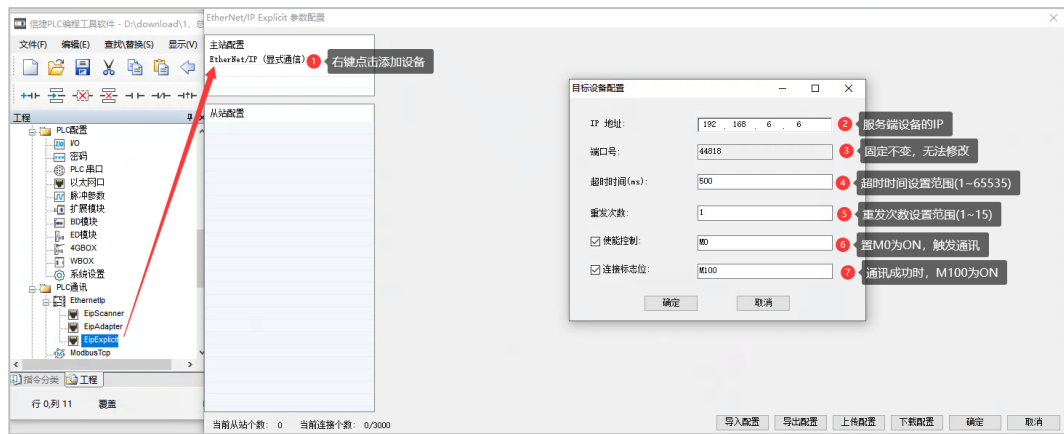 信捷PLC编程工具软件 - D:\download\1、总
文件(F) 编辑(E) 查找\替换(S) 显示(V)
工程
PLC配置
I/O
密码
PLC串口
以太网口
脉冲参数
扩展模块
BD模块
ED模块
4GBOX
WBOX
系统设置
PLC通讯
EthernetIp
EipScanner
EipAdapter
EipExplicit
ModbusTcp
指令分类 工程
行 0,列 11 覆盖
EtherNet/IP Explicit 参数配置
主站配置
EtherNet/IP (显式通信)
1 右键点击添加设备
从站配置
目标设备配置
IP 地址: 192 . 168 . 6 . 6
2 服务端设备的IP
端口号: 44818
3 固定不变，无法修改
超时时间(ms): 500
4 超时时间设置范围(1~65535)
重发次数: 1
5 重发次数设置范围(1~15)
使能控制: M0
6 置M0为ON，触发通讯
连接标志位: M100
7 通讯成功时，M100为ON
确定 取消
当前从站个数: 0 当前连接个数: 0/3000
导入配置 导出配置 上传配置 下载配置 确定 取消